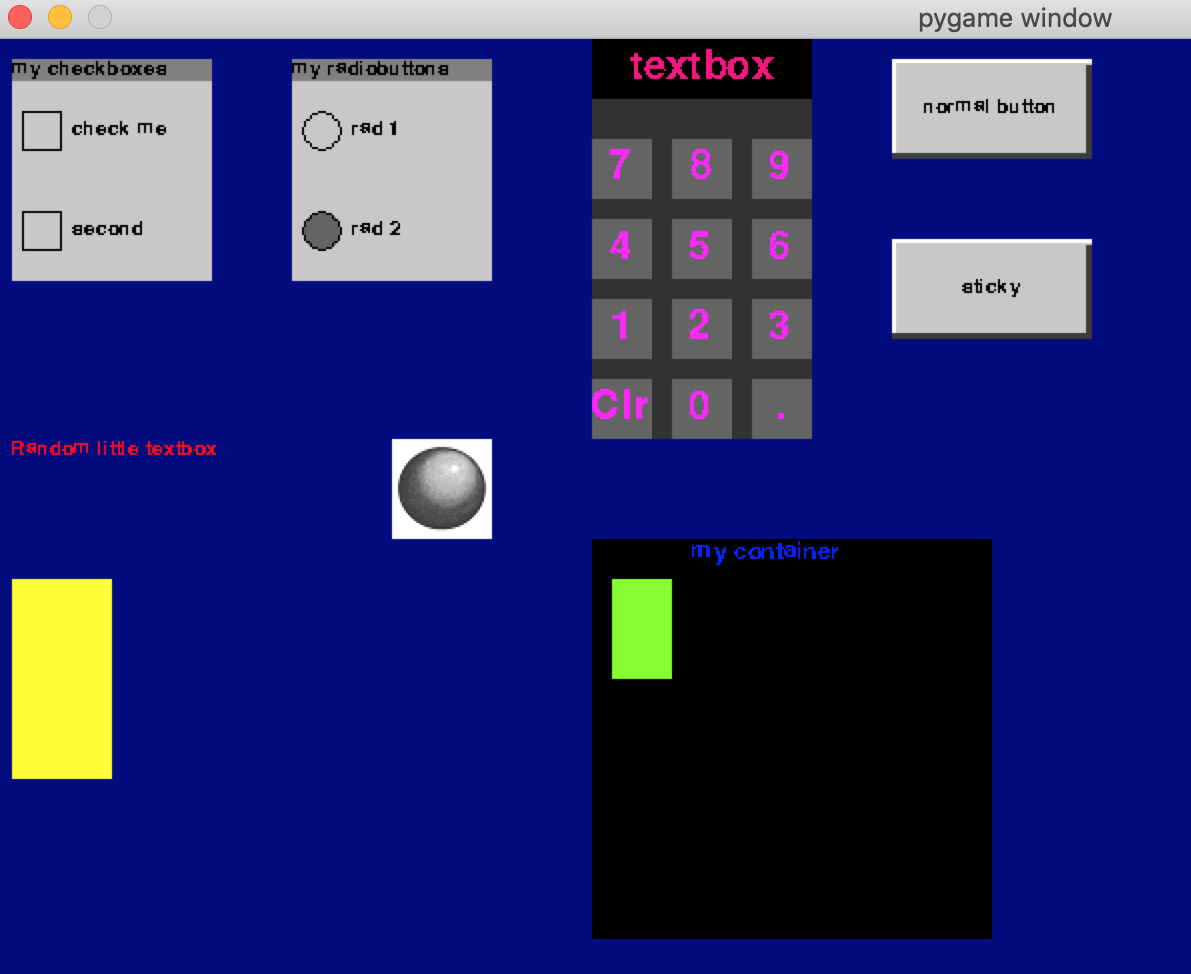 pygame window
my checkboxes
check me
second
my radiobuttons
rad 1
rad 2
textbox
7 8 9
4 5 6
1 2 3
Clr 0 .
normal button
sticky
Random little textbox
my container